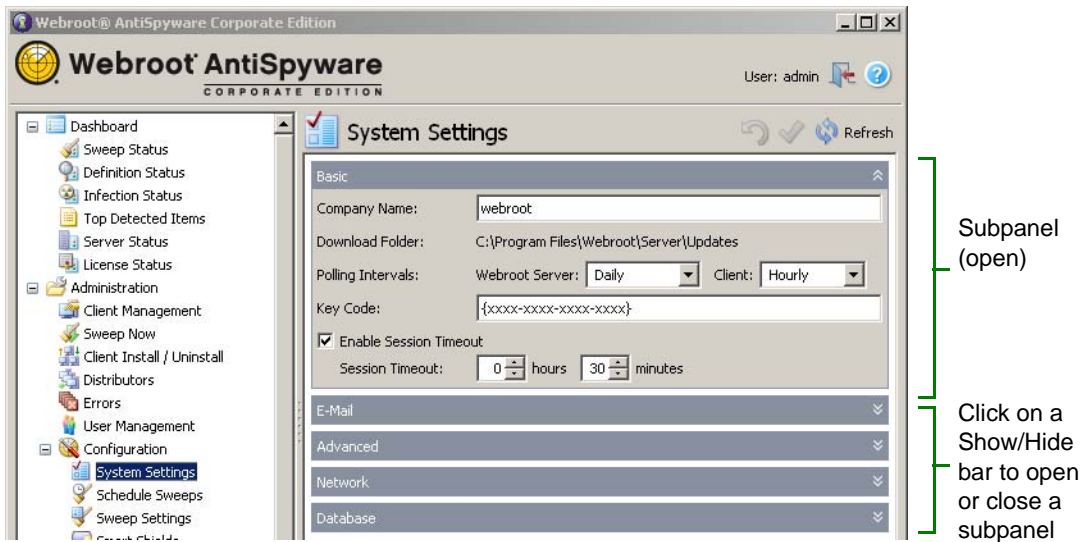 Webroot® AntiSpyware Corporate Edition
Webroot® AntiSpyware
CORPORATE EDITION
User: admin
Dashboard
Sweep Status
Definition Status
Infection Status
Top Detected Items
Server Status
License Status
Administration
Client Management
Sweep Now
Client Install / Uninstall
Distributors
Errors
User Management
Configuration
System Settings
Schedule Sweeps
Sweep Settings
Smart Shields
System Settings
Refresh
Basic
Company Name: webroot
Download Folder: C:\Program Files\Webroot\Server\Updates
Polling Intervals: Webroot Server: Daily Client: Hourly
Key Code: {xxxx-xxxx-xxxx-xxxx}
Enable Session Timeout
Session Timeout: 0 hours 30 minutes
E-Mail
Advanced
Network
Database
Subpanel
(open)
Click on a
Show/Hide
bar to open
or close a
subpanel